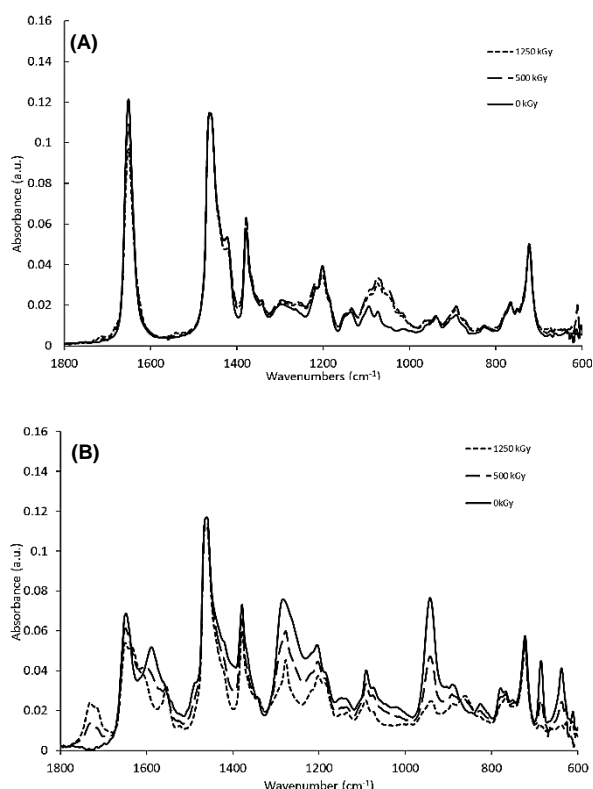 (A)
0.16
0.14
0.12
0.1
0.08
0.06
0.04
0.02
0
Absorbance (a.u.)
1250 kGy
500 kGy
0 kGy
1800 1600 1400 1200 1000 800 600
Wavenumbers (cm-1)
(B)
0.16
0.14
0.12
0.1
0.08
0.06
0.04
0.02
0
Absorbance (a.u.)
1250 kGy
500 kGy
0kGy
1800 1600 1400 1200 1000 800 600
Wavenumber (cm-1)